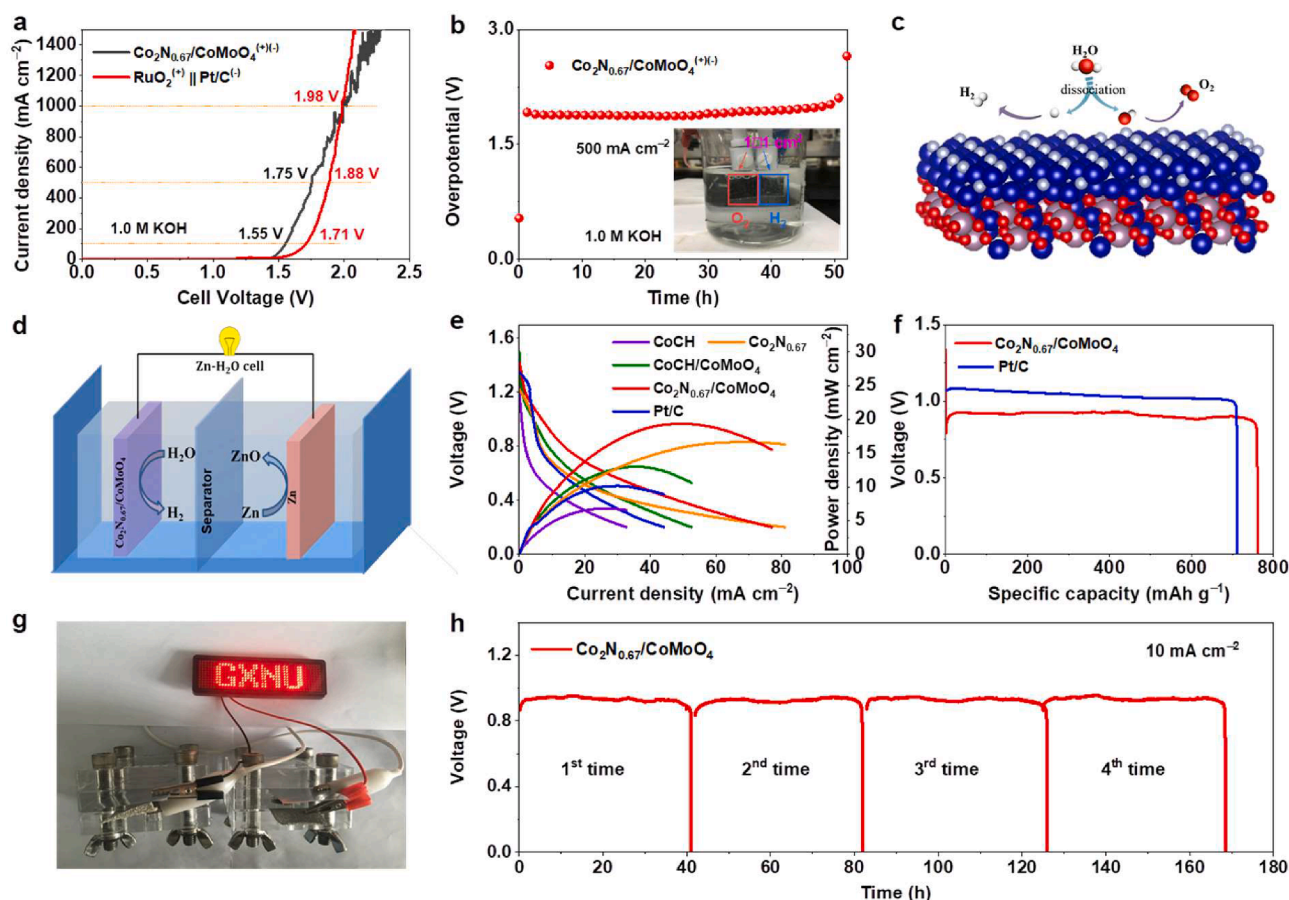 a
Current density (mA cm⁻²)
1400
1200
1000
800
600
400
200
0
Co₂N₀.₆₇/CoMoO₄⁽⁺⁾⁽⁻⁾
RuO₂⁽⁺⁾ || Pt/C⁽⁻⁾
1.98 V
1.75 V
1.88 V
1.0 M KOH
1.55 V
1.71 V
0.0 0.5 1.0 1.5 2.0 2.5
Cell Voltage (V)
b
Overpotential (V)
3.0
1.5
0.0
Co₂N₀.₆₇/CoMoO₄⁽⁺⁾⁽⁻⁾
500 mA cm⁻²
O₂
H₂
1.0 M KOH
0 10 20 30 40 50
Time (h)
c
H₂O
H₂
dissociation
O₂
d
Zn-H₂O cell
Co₂N₀.₆₇/CoMoO₄
H₂O
H₂
Separator
ZnO
Zn
Zn
e
Voltage (V)
1.6
1.2
0.8
0.4
0.0
CoCH
Co₂N₀.₆₇
CoCH/CoMoO₄
Co₂N₀.₆₇/CoMoO₄
Pt/C
30
25
20
15
10
5
0
Power density (mW cm⁻²)
0 20 40 60 80 100
Current density (mA cm⁻²)
f
Voltage (V)
1.5
1.0
0.5
0.0
Co₂N₀.₆₇/CoMoO₄
Pt/C
0 200 400 600 800
Specific capacity (mAh g⁻¹)
g
GXNU
h
Voltage (V)
1.2
0.9
0.6
0.3
0.0
Co₂N₀.₆₇/CoMoO₄
10 mA cm⁻²
1ˢᵗ time
2ⁿᵈ time
3ʳᵈ time
4ᵗʰ time
0 20 40 60 80 100 120 140 160 180
Time (h)